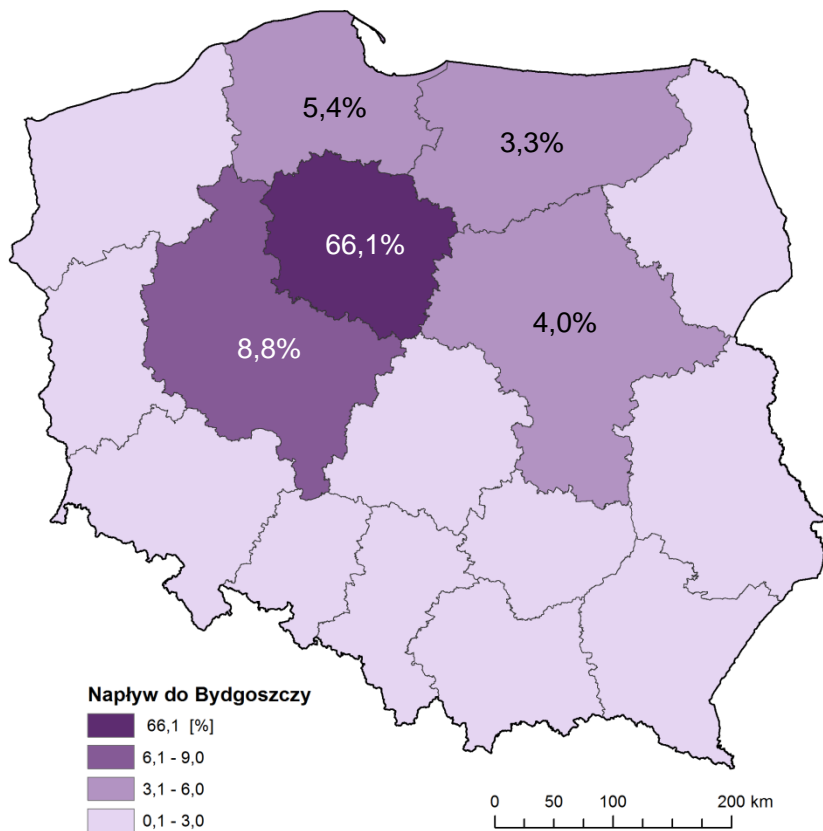 5,4%
3,3%
66,1%
4,0%
8,8%
Napływ do Bydgoszczy
66,1 [%]
6,1 - 9,0
3,1 - 6,0
0,1 - 3,0
0 50 100 200 km